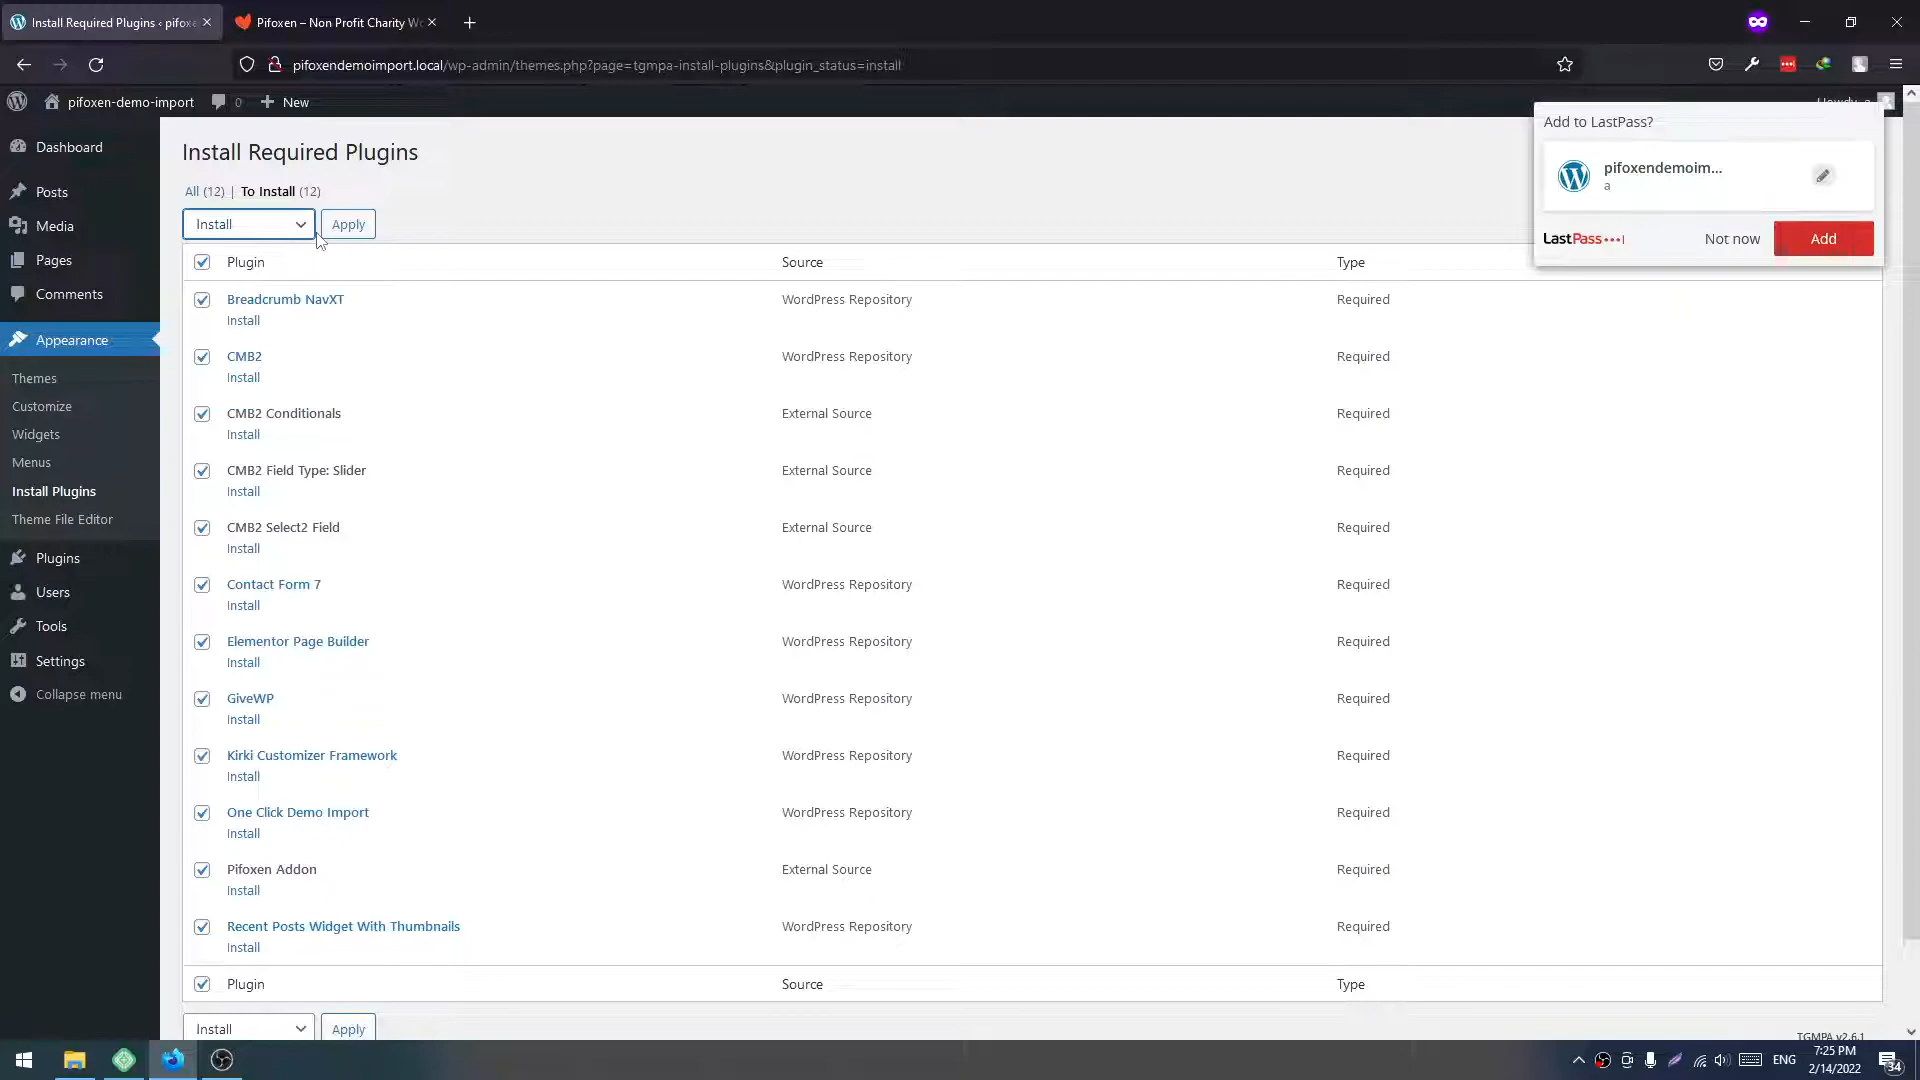 Install Required Plugins ‹ pifox
Pifoxen – Non Profit Charity W
pifoxendemoimport.local/wp-admin/themes.php?page=tgmpa-install-plugins&plugin_status=install
pifoxen-demo-import
0
New
Howdy, a
Dashboard
Posts
Media
Pages
Comments
Appearance
Themes
Customize
Widgets
Menus
Install Plugins
Theme File Editor
Plugins
Users
Tools
Settings
Collapse menu
Install Required Plugins
All (12) | To Install (12)
Install
Apply
Plugin Source Type
Breadcrumb NavXT WordPress Repository Required
Install
CMB2 WordPress Repository Required
Install
CMB2 Conditionals External Source Required
Install
CMB2 Field Type: Slider External Source Required
Install
CMB2 Select2 Field External Source Required
Install
Contact Form 7 WordPress Repository Required
Install
Elementor Page Builder WordPress Repository Required
Install
GiveWP WordPress Repository Required
Install
Kirki Customizer Framework WordPress Repository Required
Install
One Click Demo Import WordPress Repository Required
Install
Pifoxen Addon External Source Required
Install
Recent Posts Widget With Thumbnails WordPress Repository Required
Install
Plugin Source Type
Install
Apply
TGMPA v2.6.1
Add to LastPass?
pifoxendemoim...
a
LastPass
Not now
Add
ENG
7:25 PM
2/14/2022
34